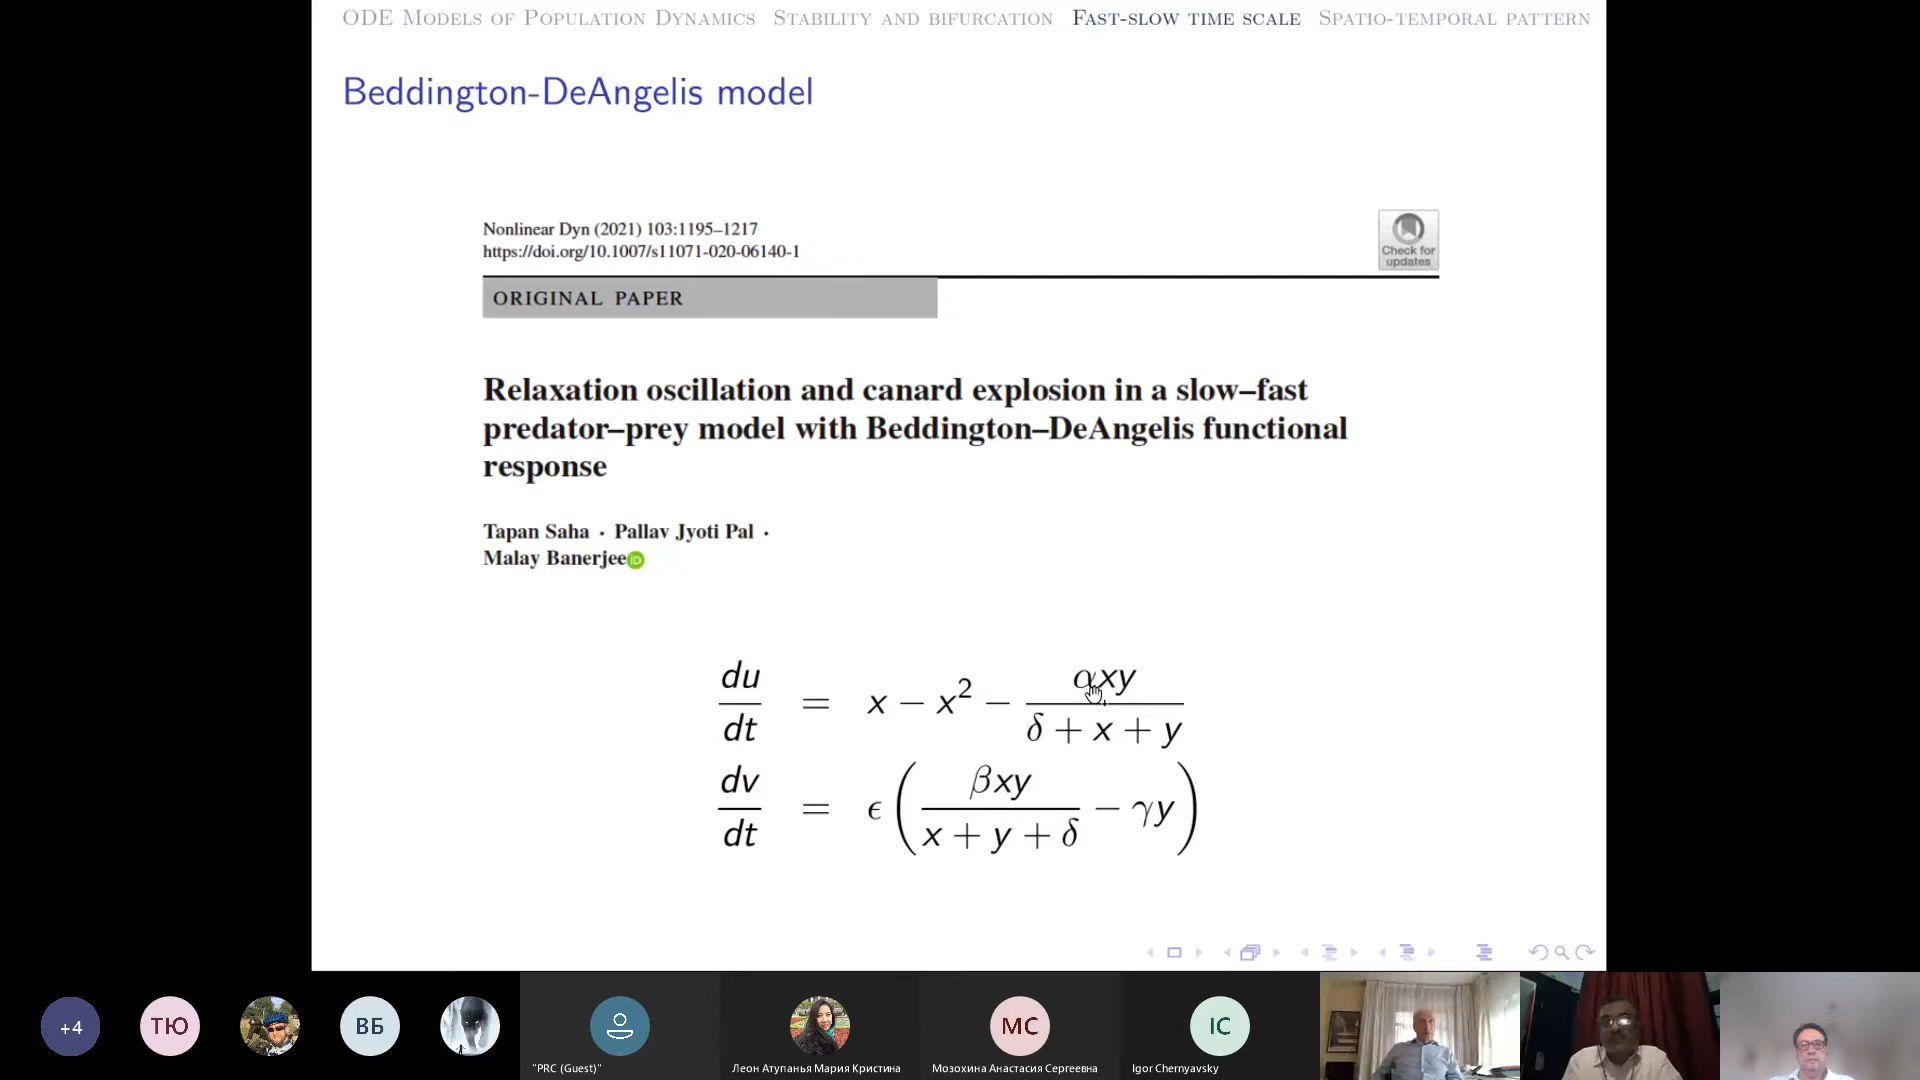 ODE Models of Population Dynamics Stability and bifurcation Fast-slow time scale Spatio-temporal pattern
Beddington-DeAngelis model
Nonlinear Dyn (2021) 103:1195–1217
https://doi.org/10.1007/s11071-020-06140-1
Check for
updates
ORIGINAL PAPER
Relaxation oscillation and canard explosion in a slow–fast
predator–prey model with Beddington–DeAngelis functional
response
Tapan Saha · Pallav Jyoti Pal ·
Malay Banerjee iD
du/dt = x − x² − αxy/(δ + x + y)
dv/dt = ϵ(βxy/(x + y + δ) − γy)
+4 ТЮ ВБ МС IC
"PRC (Guest)" Леон Атупанья Мария Кристина Мозохина Анастасия Сергеевна Igor Chernyavsky